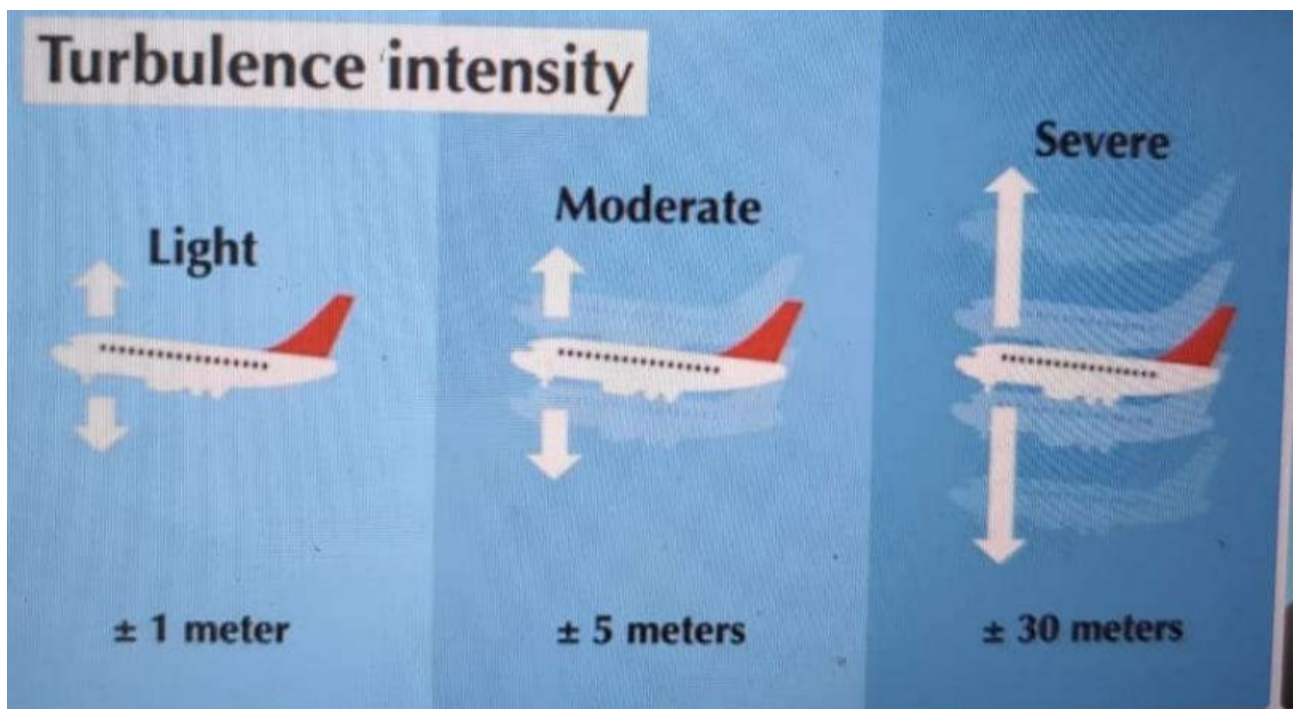 Turbulence intensity
Light
Moderate
Severe
± 1 meter
± 5 meters
± 30 meters